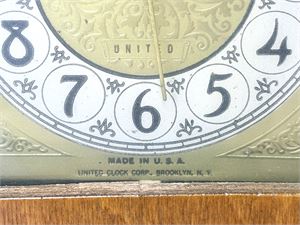 UNITED
8 7 6 5 4
MADE IN U.S.A.
UNITED CLOCK CORP., BROOKLYN, N.Y.